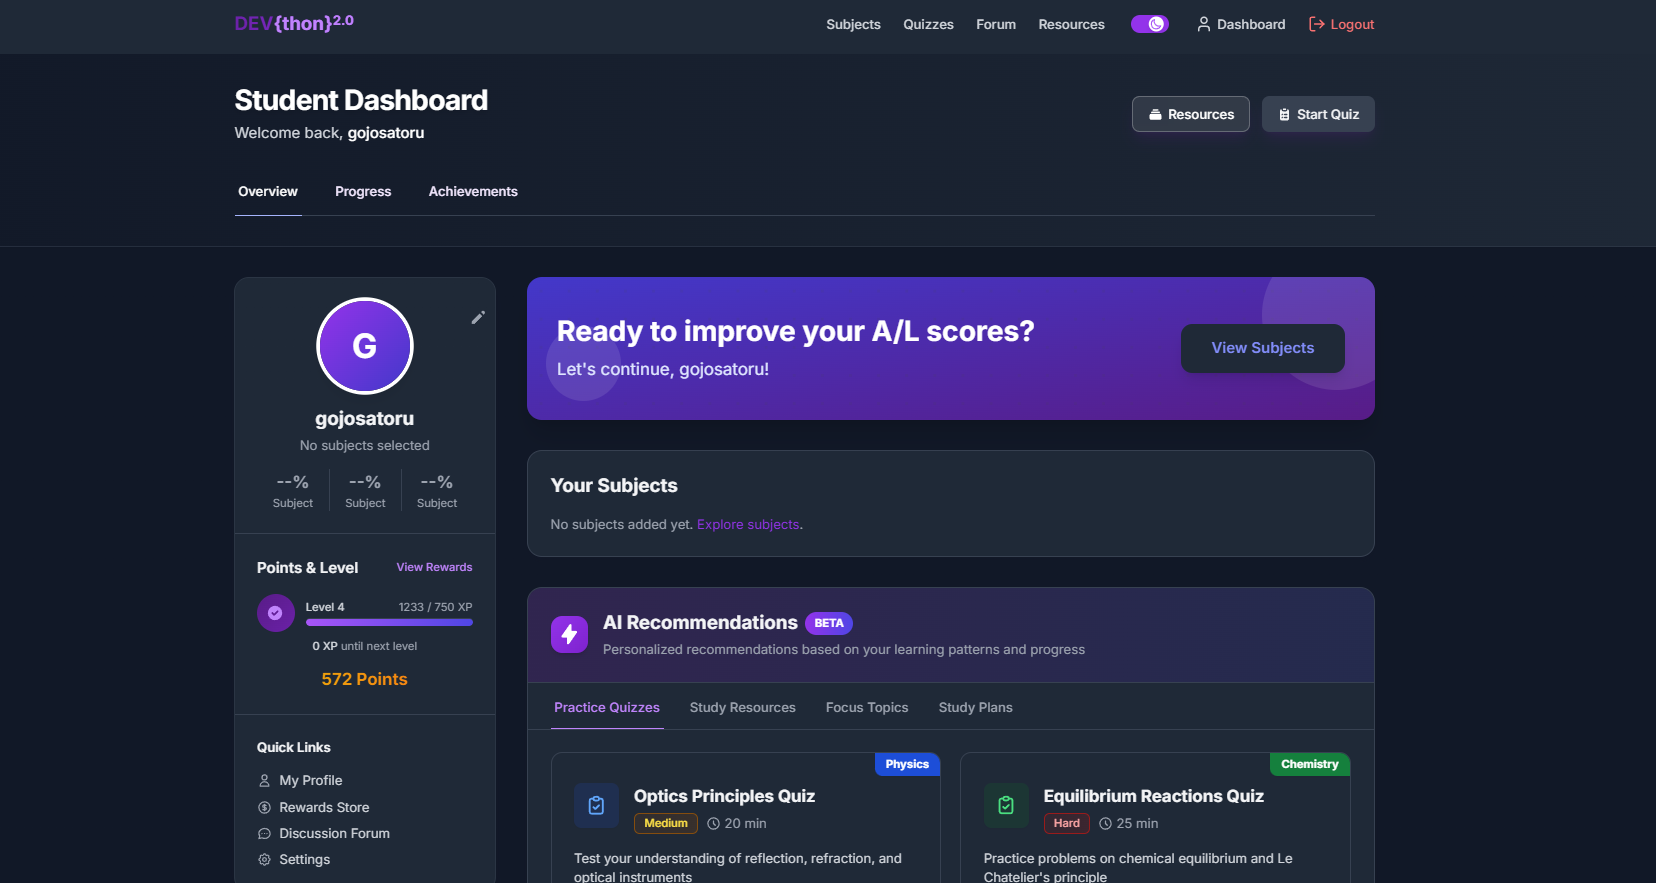 DEV{thon}2.0
Subjects Quizzes Forum Resources Dashboard Logout
Student Dashboard
Welcome back, gojosatoru
Resources Start Quiz
Overview Progress Achievements
G
gojosatoru
No subjects selected
--% --% --%
Subject Subject Subject
Points & Level View Rewards
Level 4 1233 / 750 XP
0 XP until next level
572 Points
Quick Links
My Profile
Rewards Store
Discussion Forum
Settings
Ready to improve your A/L scores?
Let's continue, gojosatoru!
View Subjects
Your Subjects
No subjects added yet. Explore subjects.
AI Recommendations BETA
Personalized recommendations based on your learning patterns and progress
Practice Quizzes Study Resources Focus Topics Study Plans
Physics
Optics Principles Quiz
Medium 20 min
Test your understanding of reflection, refraction, and
optical instruments
Chemistry
Equilibrium Reactions Quiz
Hard 25 min
Practice problems on chemical equilibrium and Le
Chatelier's principle